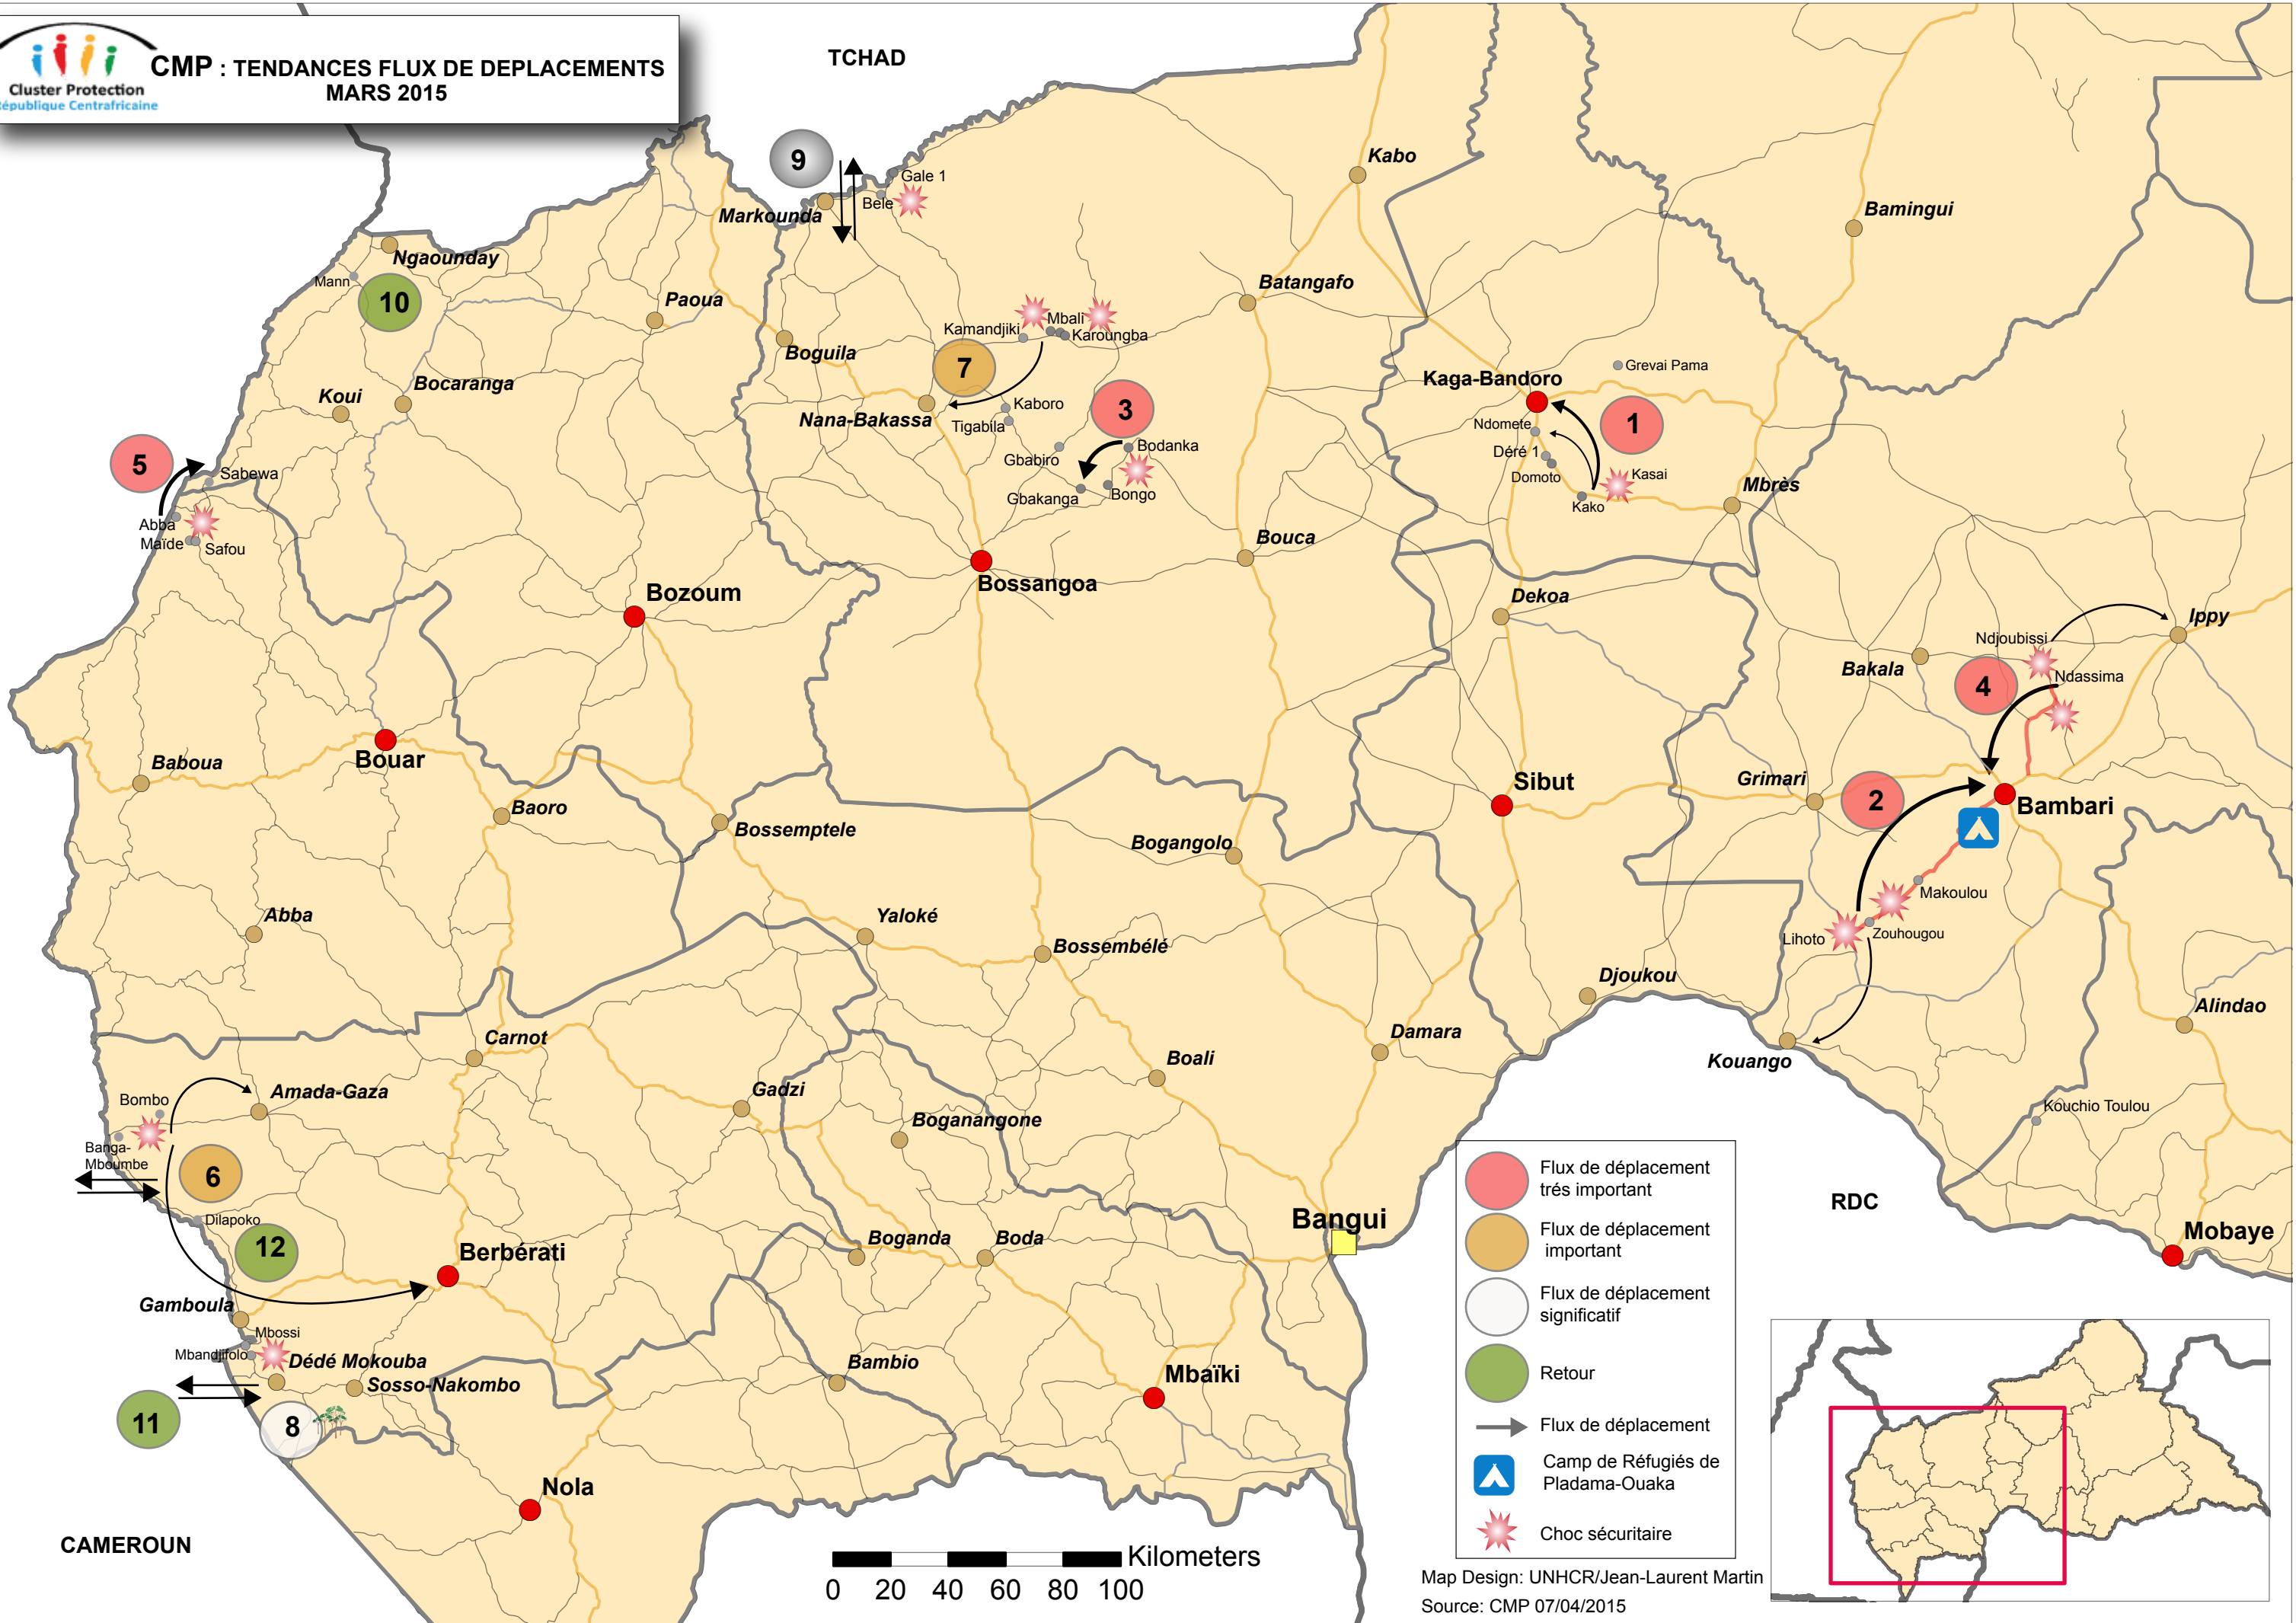 Cluster Protection
République Centrafricaine
CMP : TENDANCES FLUX DE DEPLACEMENTS
MARS 2015
TCHAD
9
Gale 1
Bele
Markounda
Kabo
Bamingui
Ngaounday
Mann
10
Paoua
Batangafo
Kamandjiki
Mbali
Karoungba
Boguila
7
Grevai Pama
Kaga-Bandoro
Bocaranga
Koui
Nana-Bakassa
Kaboro
Tigabila
3
Ndomete
1
Gbabiro
Bodanka
Déré 1
Domoto
Kasai
5
Sabewa
Gbakanga
Bongo
Kako
Mbrés
Abba
Maïde
Safou
Bouca
Bossangoa
Bozoum
Dekoa
Ippy
Ndjoubissi
Bakala
Ndassima
4
Baboua
Bouar
Sibut
Grimari
2
Bambari
Baoro
Bossemptele
Bogangolo
Makoulou
Abba
Yaloké
Bossembélé
Lihoto
Zouhougou
Djoukou
Alindao
Carnot
Damara
Kouango
Boali
Amada-Gaza
Gadzi
Bombo
Kouchio Toulou
Boganangone
Banga-
Mboumbe
6
Dilapoko
12
RDC
Bangui
Mobaye
Boganda
Boda
Berbérati
Gamboula
Mbossi
Mbandjifolo
Dédé Mokouba
Sosso-Nakombo
Bambio
Mbaïki
11
8
Nola
CAMEROUN
Flux de déplacement
trés important
Flux de déplacement
important
Flux de déplacement
significatif
Retour
Flux de déplacement
Camp de Réfugiés de
Pladama-Ouaka
Choc sécuritaire
Kilometers
0 20 40 60 80 100
Map Design: UNHCR/Jean-Laurent Martin
Source: CMP 07/04/2015